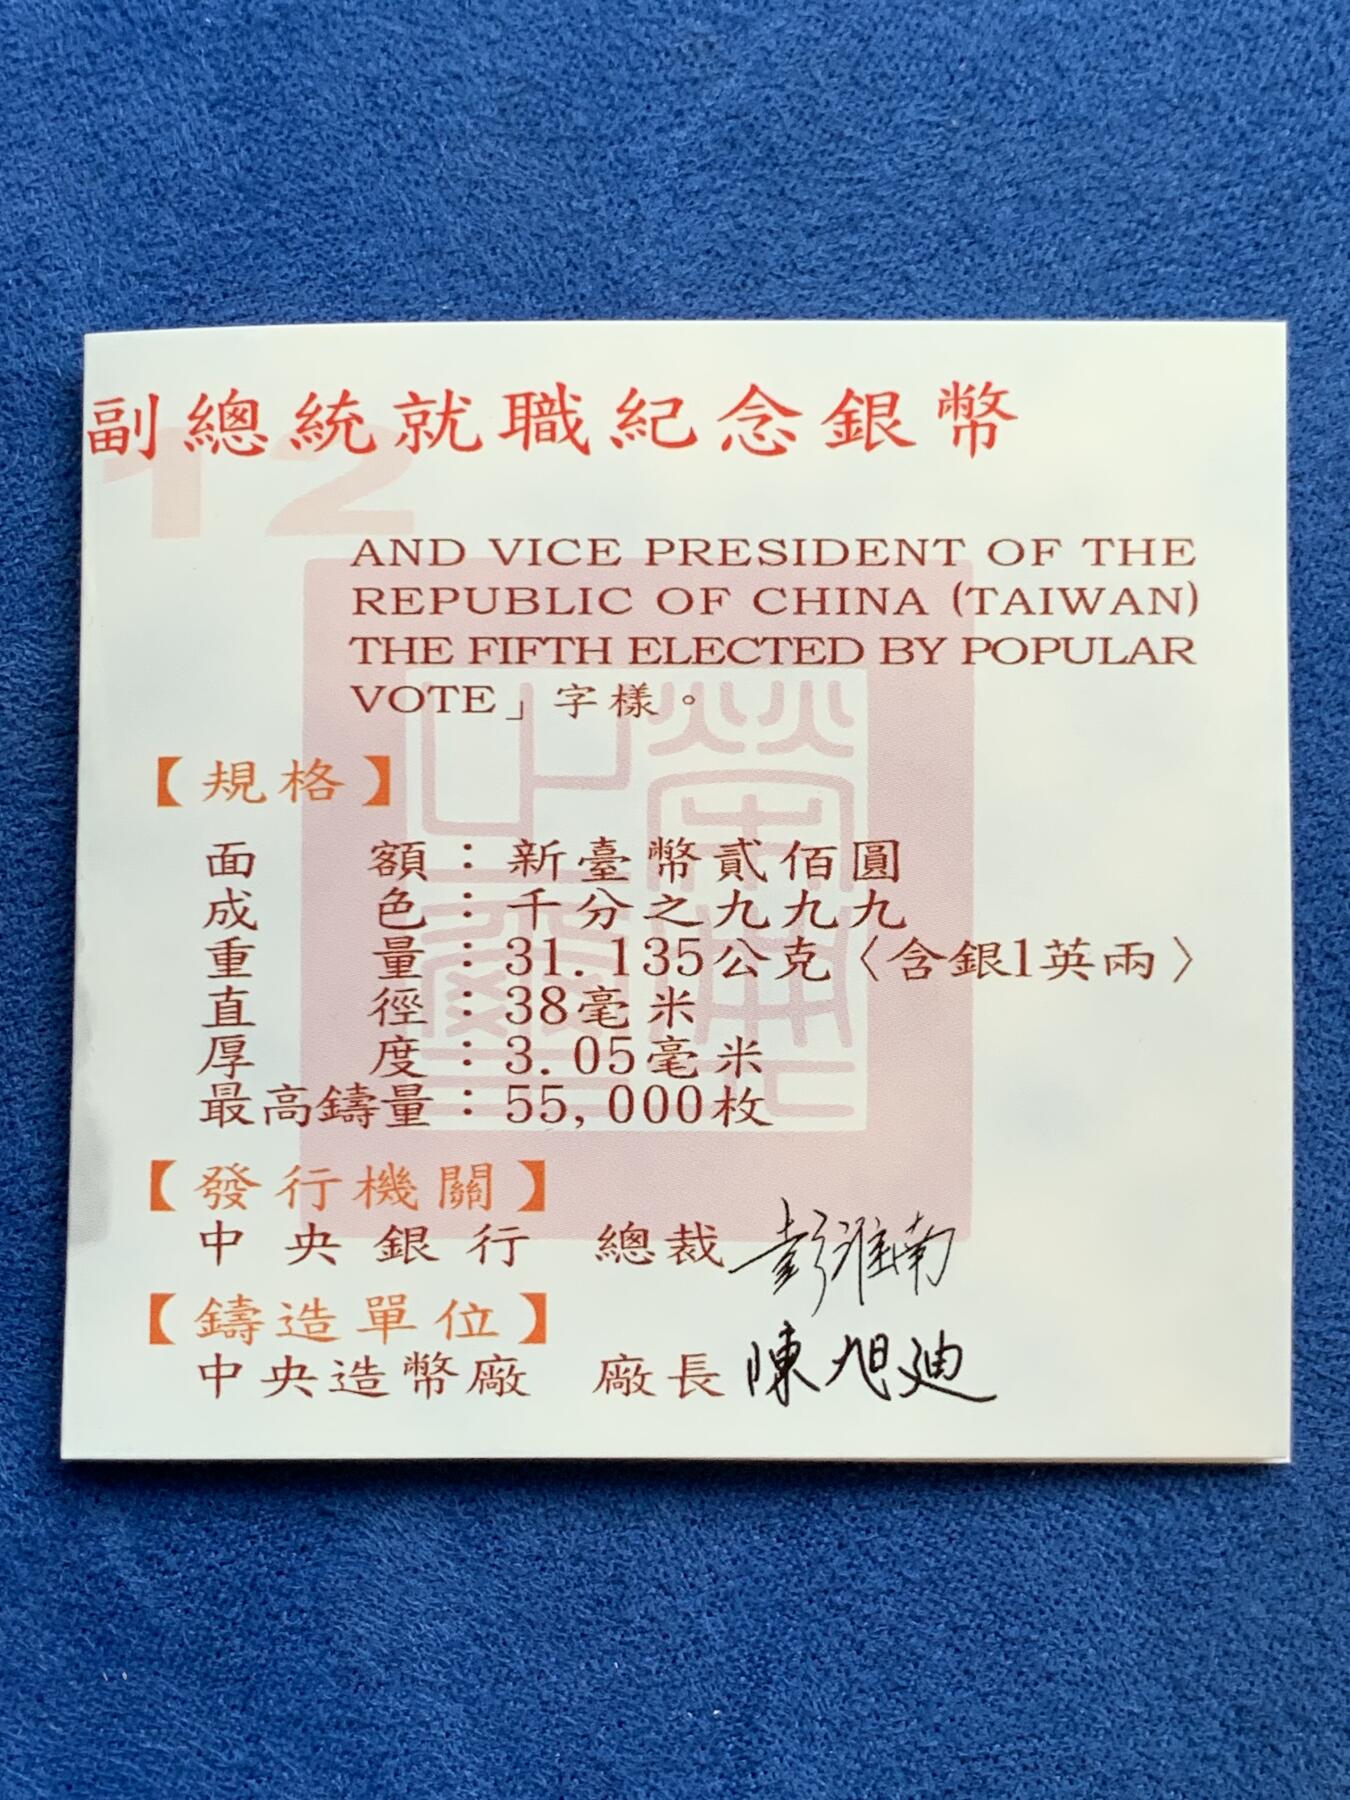 副總統就職紀念銀幣
12
AND VICE PRESIDENT OF THE
REPUBLIC OF CHINA (TAIWAN)
THE FIFTH ELECTED BY POPULAR
VOTE」字樣。
【規格】
面額：新臺幣貳佰圓
成色：千分之九九九
重量：31.135公克〈含銀1英兩〉
直徑：38毫米
厚度：3.05毫米
最高鑄量：55,000枚
【發行機關】
中央銀行 總裁 彭淮南
【鑄造單位】
中央造幣廠 廠長 陳旭迪